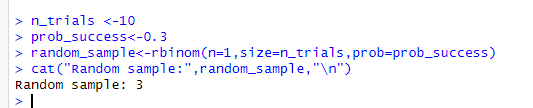 > n_trials <-10
> prob_success<-0.3
> random_sample<-rbinom(n=1,size=n_trials,prob=prob_success)
> cat("Random sample:",random_sample,"\n")
Random sample: 3
>